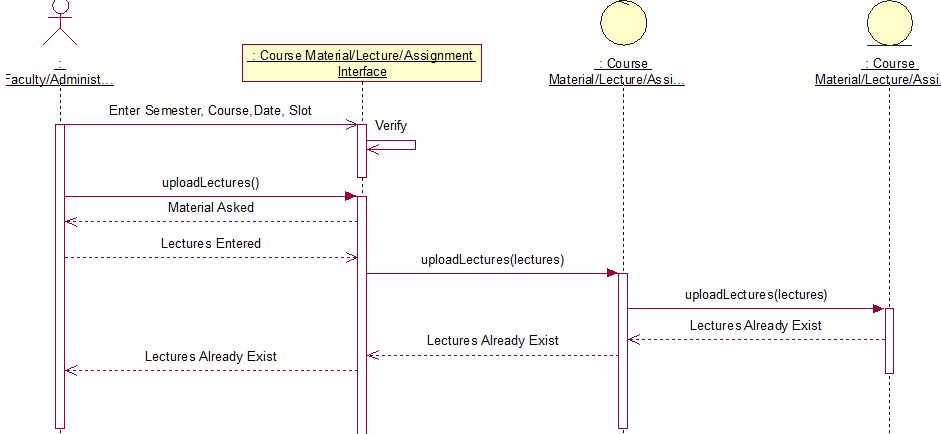 : Course Material/Lecture/Assignment
Interface
:
Faculty/Administ...
: Course
Material/Lecture/Assi...
: Course
Material/Lecture/Assi...
Enter Semester, Course,Date, Slot
Verify
uploadLectures()
Material Asked
Lectures Entered
uploadLectures(lectures)
uploadLectures(lectures)
Lectures Already Exist
Lectures Already Exist
Lectures Already Exist